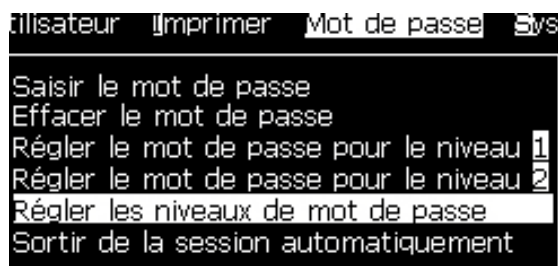 tilisateur Imprimer Mot de passe Sys
Saisir le mot de passe
Effacer le mot de passe
Régler le mot de passe pour le niveau 1
Régler le mot de passe pour le niveau 2
Régler les niveaux de mot de passe
Sortir de la session automatiquement